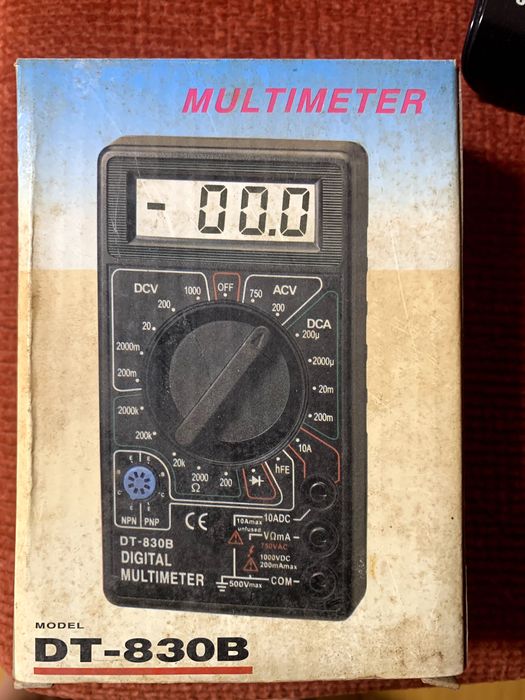 MULTIMETER
- 00.0
DCV
1000
OFF
750
ACV
200
200
DCA
20
200µ
2000m
2000µ
200m
20m
2000k
200m
200k
10A
20k
2000
Ω
200
hFE
E E
B B
C C
E E
NPN PNP
CE
10Amax
unfused
10ADC
VΩmA
750VAC
1000VDC
200mAmax
500Vmax
COM
DT-830B
DIGITAL
MULTIMETER
MODEL
DT-830B